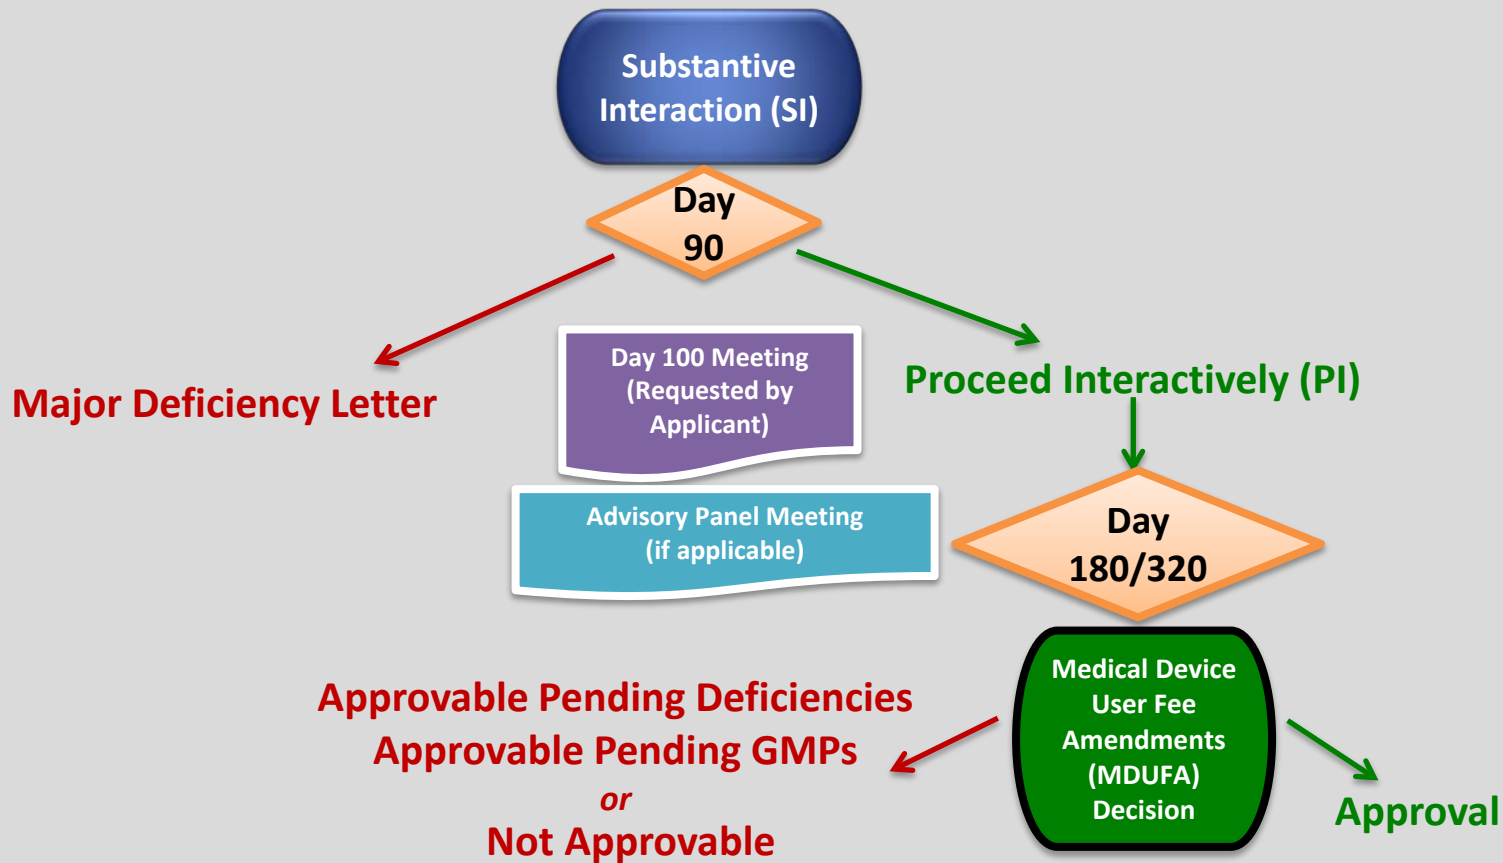 Substantive
Interaction (SI)
Day
90
Major Deficiency Letter
Day 100 Meeting
(Requested by
Applicant)
Proceed Interactively (PI)
Advisory Panel Meeting
(if applicable)
Day
180/320
Medical Device
User Fee
Amendments
(MDUFA)
Decision
Approvable Pending Deficiencies
Approvable Pending GMPs
or
Not Approvable
Approval